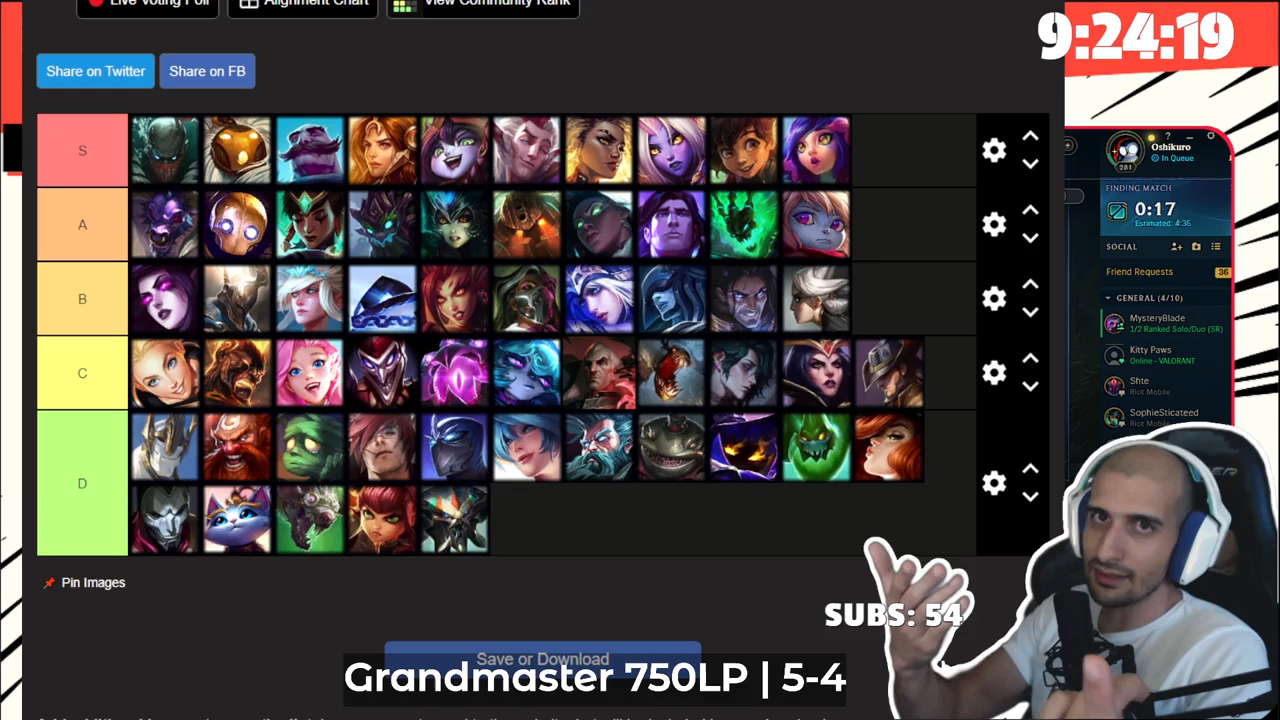 Live Voting Poll
Alignment Chart
View Community Rank
9:24:19
Share on Twitter
Share on FB
S
A
B
C
D
Oshikuro
In Queue
281
FINDING MATCH
0:17
Estimated: 4:35
SOCIAL
Friend Requests
36
GENERAL (4/10)
MysteryBlade
1/2 Ranked Solo/Duo (SR)
Kitty Paws
Online - VALORANT
Shte
Riot Mobile
SophieSticateed
Riot Mobile
Pin Images
SUBS: 54
Save or Download
Grandmaster 750LP | 5-4